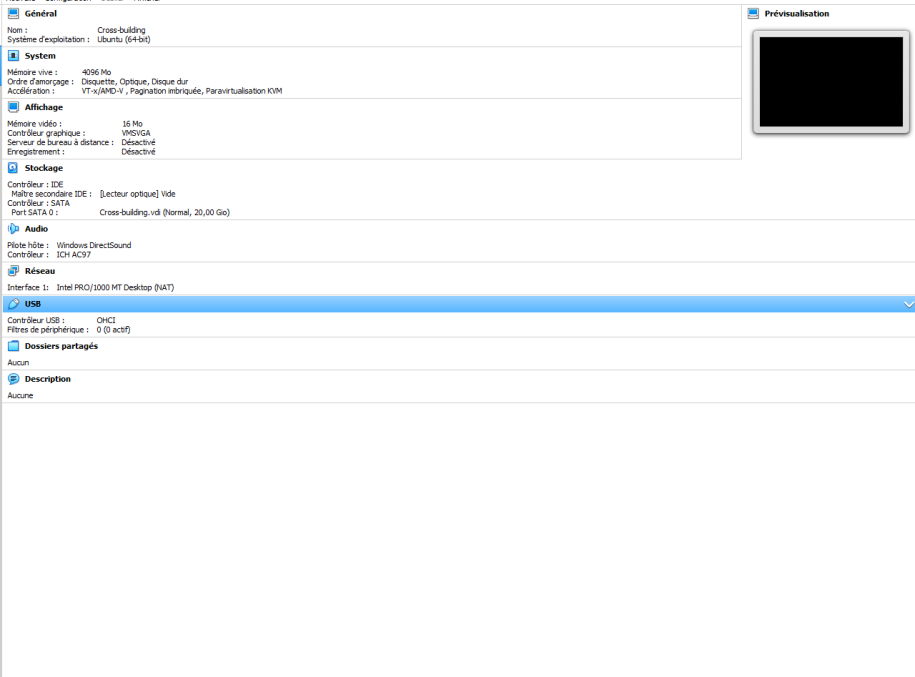 Général
Prévisualisation
Nom : Cross-building
Système d'exploitation : Ubuntu (64-bit)
System
Mémoire vive : 4096 Mo
Ordre d'amorçage : Disquette, Optique, Disque dur
Accélération : VT-x/AMD-V , Pagination imbriquée, Paravirtualisation KVM
Affichage
Mémoire vidéo : 16 Mo
Contrôleur graphique : VMSVGA
Serveur de bureau à distance : Désactivé
Enregistrement : Désactivé
Stockage
Contrôleur : IDE
Maître secondaire IDE : [Lecteur optique] Vide
Contrôleur : SATA
Port SATA 0 : Cross-building.vdi (Normal, 20,00 Gio)
Audio
Pilote hôte : Windows DirectSound
Contrôleur : ICH AC97
Réseau
Interface 1: Intel PRO/1000 MT Desktop (NAT)
USB
Contrôleur USB : OHCI
Filtres de périphérique : 0 (0 actif)
Dossiers partagés
Aucun
Description
Aucune